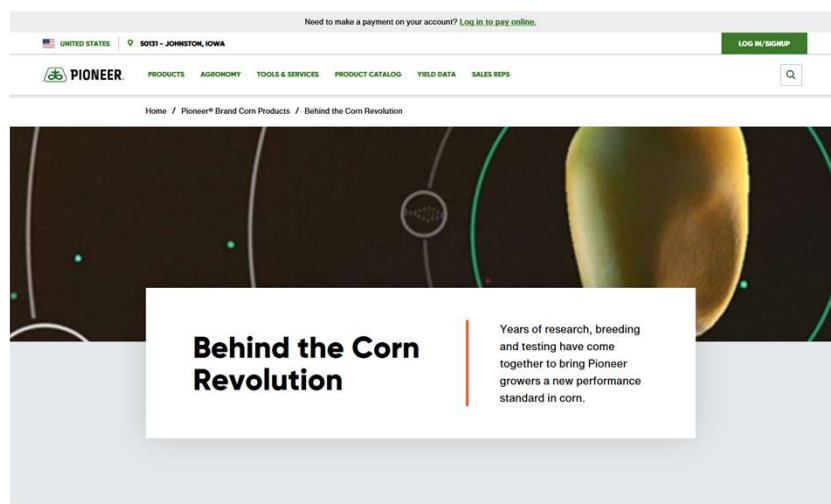 Need to make a payment on your account? Log in to pay online.
UNITED STATES 50131 - JOHNSTON, IOWA LOG IN/SIGNUP
PIONEER. PRODUCTS AGRONOMY TOOLS & SERVICES PRODUCT CATALOG YIELD DATA SALES REPS
Home / Pioneer® Brand Corn Products / Behind the Corn Revolution
Behind the Corn
Revolution
Years of research, breeding
and testing have come
together to bring Pioneer
growers a new performance
standard in corn.